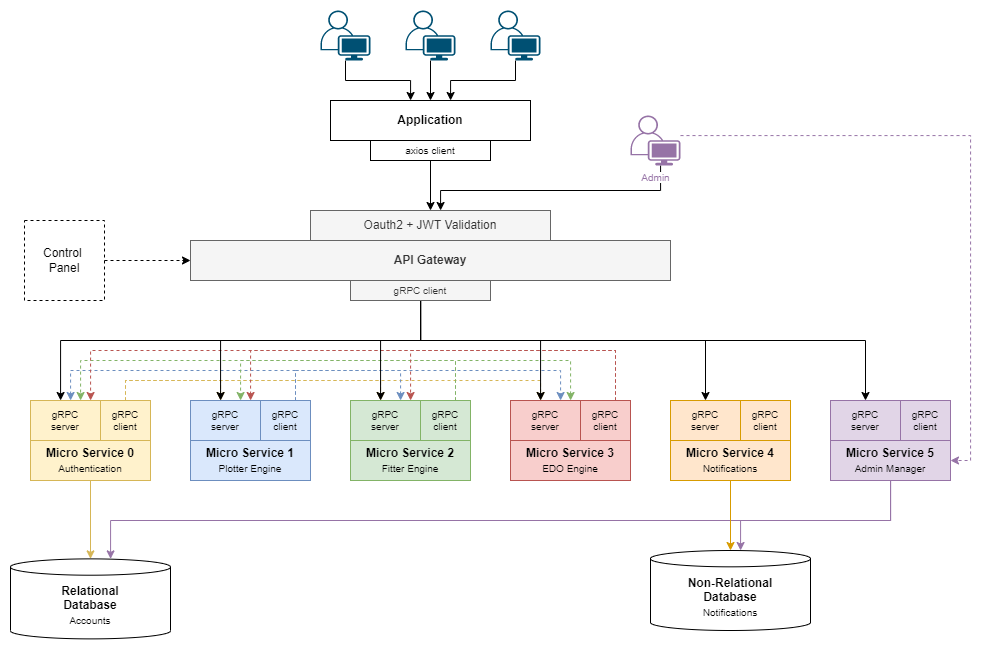 Application
axios client
Admin
Oauth2 + JWT Validation
API Gateway
gRPC client
Control
Panel
gRPC
server
gRPC
client
Micro Service 0
Authentication
gRPC
server
gRPC
client
Micro Service 1
Plotter Engine
gRPC
server
gRPC
client
Micro Service 2
Fitter Engine
gRPC
server
gRPC
client
Micro Service 3
EDO Engine
gRPC
server
gRPC
client
Micro Service 4
Notifications
gRPC
server
gRPC
client
Micro Service 5
Admin Manager
Relational
Database
Accounts
Non-Relational
Database
Notifications